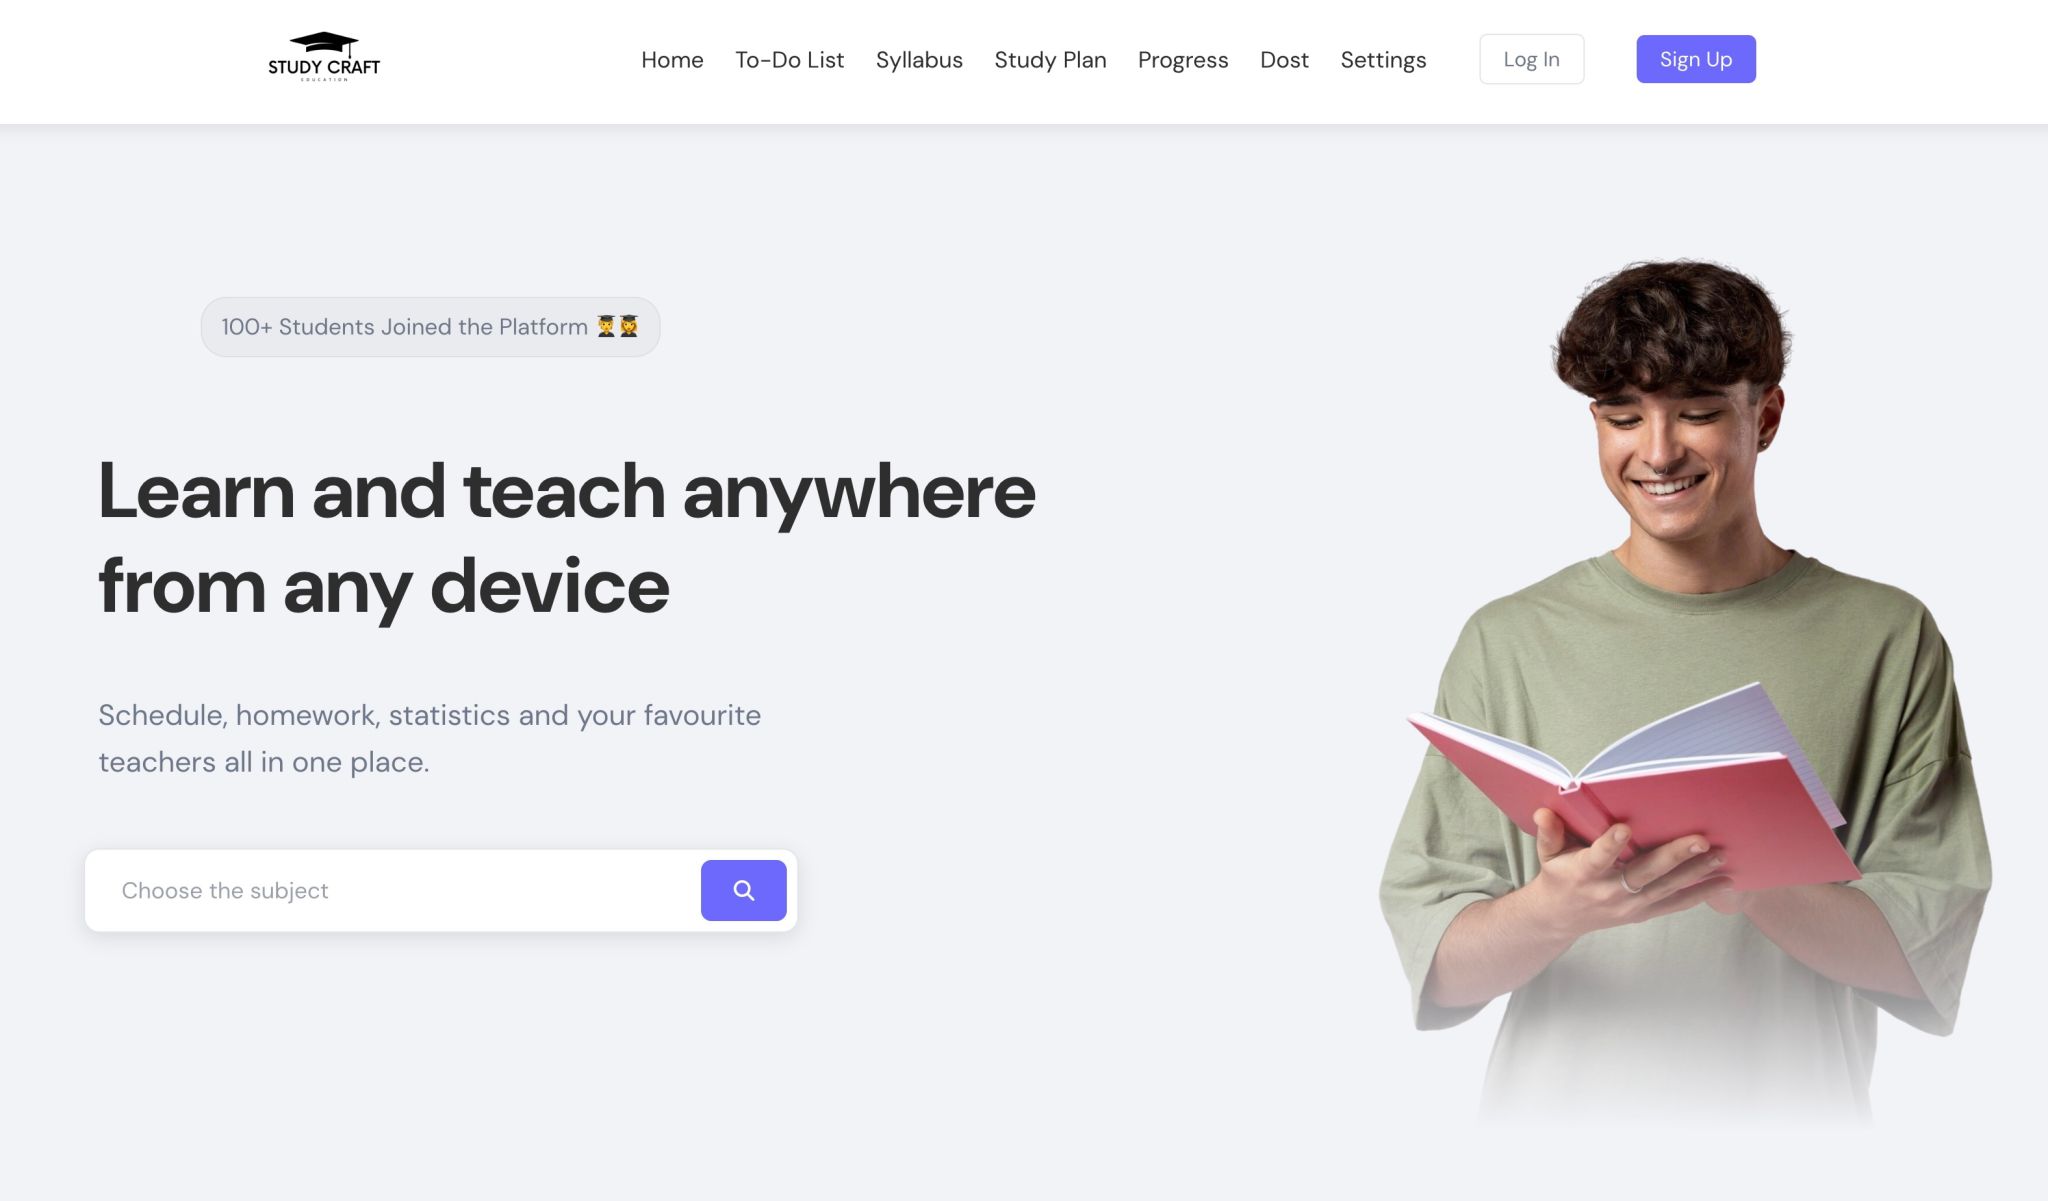 STUDY CRAFT
EDUCATION
Home To-Do List Syllabus Study Plan Progress Dost Settings Log In Sign Up
100+ Students Joined the Platform 👨‍🎓👩‍🎓
Learn and teach anywhere
from any device
Schedule, homework, statistics and your favourite
teachers all in one place.
Choose the subject